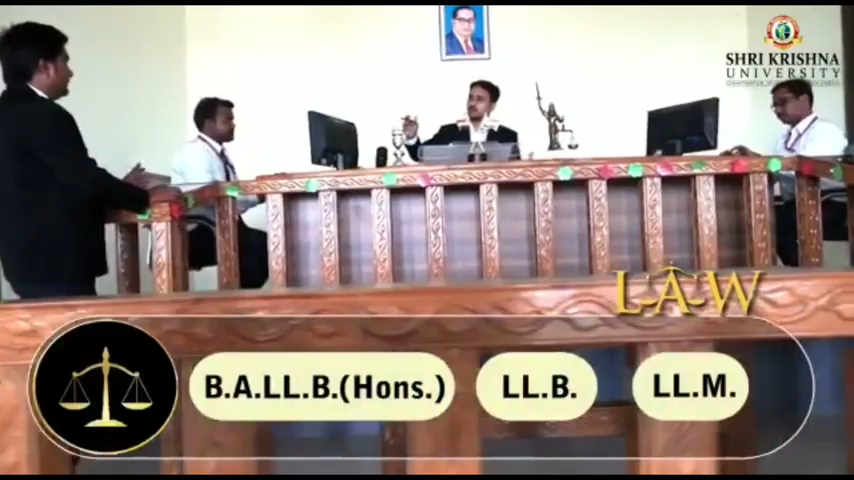 SHRI KRISHNA
UNIVERSITY
LAW
B.A.LL.B.(Hons.)
LL.B.
LL.M.